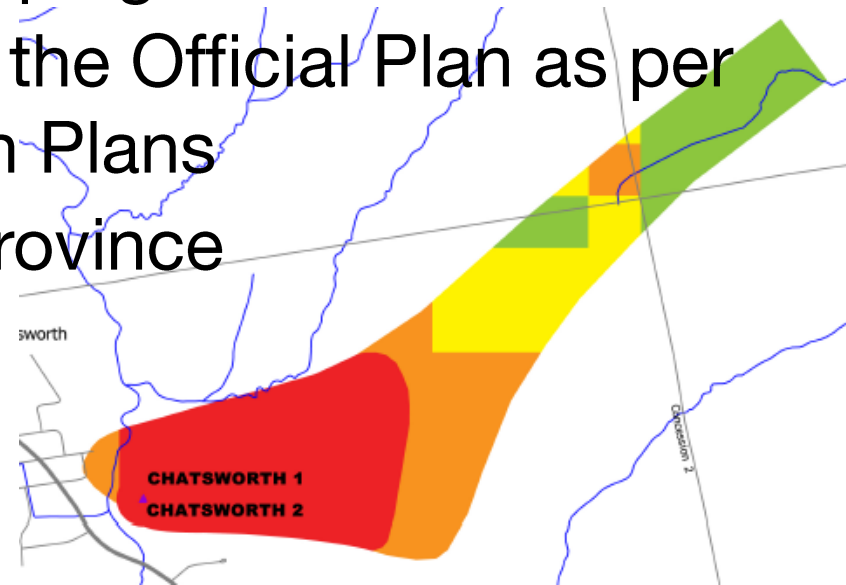 the Official Plan as per
n Plans
rovince
sworth
CHATSWORTH 1
CHATSWORTH 2
Concession 2